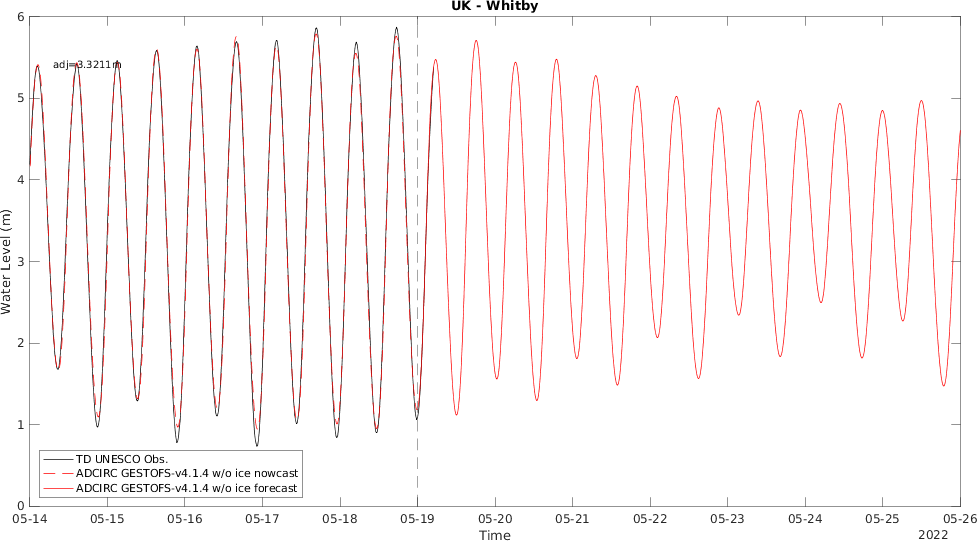 UK - Whitby
6
adj=3.3211m
5
4
3
2
1
0
Water Level (m)
TD UNESCO Obs.
ADCIRC GESTOFS-v4.1.4 w/o ice nowcast
ADCIRC GESTOFS-v4.1.4 w/o ice forecast
05-14 05-15 05-16 05-17 05-18 05-19 05-20 05-21 05-22 05-23 05-24 05-25 05-26
Time
2022